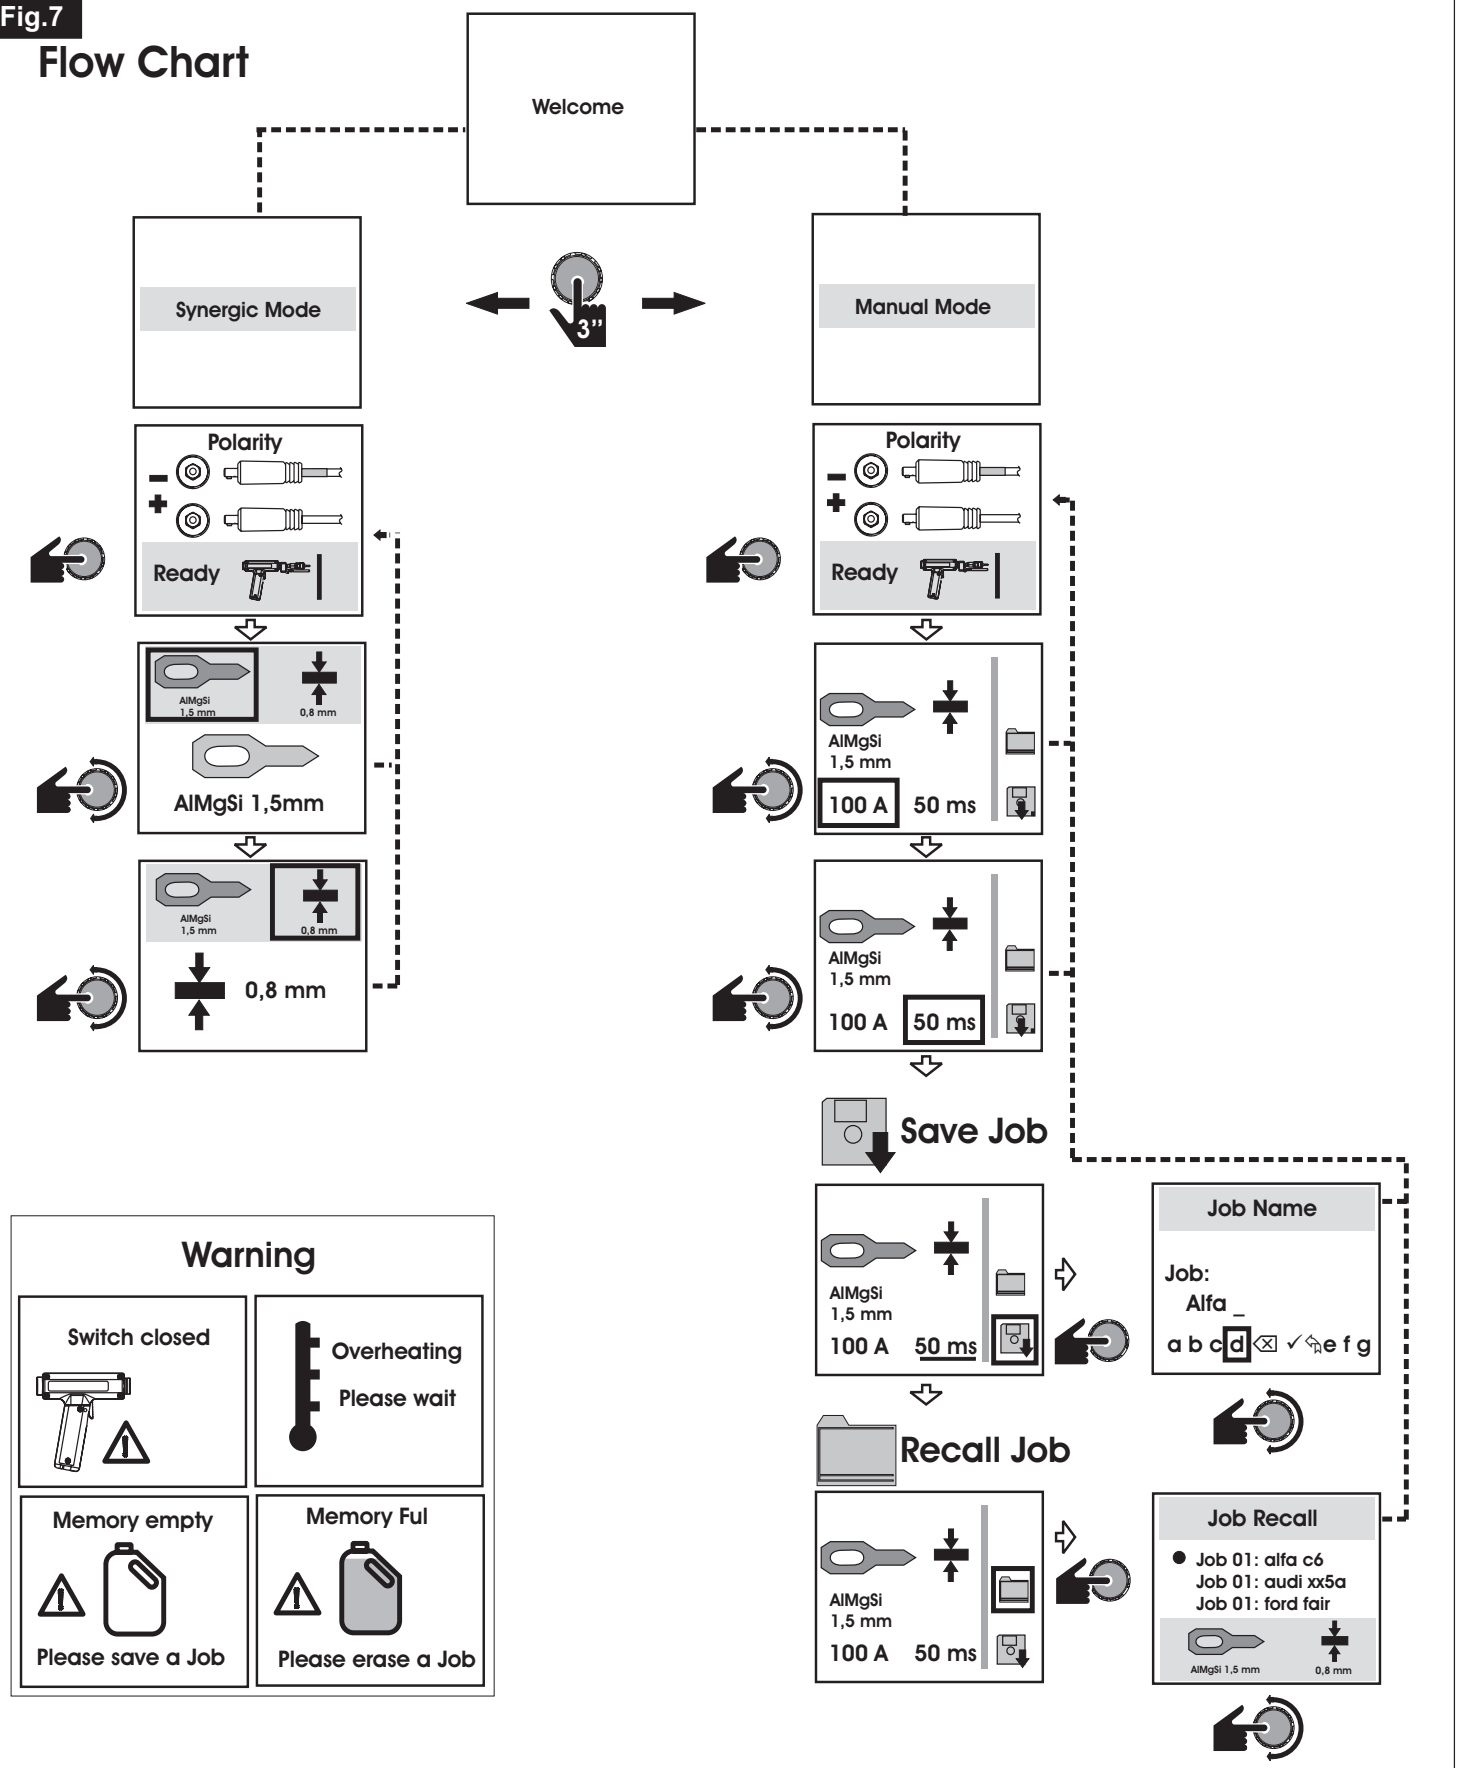 Fig.7
Flow Chart
Welcome
Synergic Mode
3’’
Manual Mode
Polarity
Ready
AlMgSi
1,5 mm
0,8 mm
AlMgSi 1,5mm
AlMgSi
1,5 mm
0,8 mm
0,8 mm
Polarity
Ready
AlMgSi
1,5 mm
100 A 50 ms
AlMgSi
1,5 mm
100 A 50 ms
Save Job
AlMgSi
1,5 mm
100 A 50 ms
Job Name
Job:
Alfa _
a b c d ⌫ ✓ e f g
Recall Job
AlMgSi
1,5 mm
100 A 50 ms
Job Recall
● Job 01: alfa c6
Job 01: audi xx5a
Job 01: ford fair
AlMgSi 1,5 mm 0,8 mm
Warning
Switch closed
Overheating
Please wait
Memory empty
Please save a Job
Memory Ful
Please erase a Job